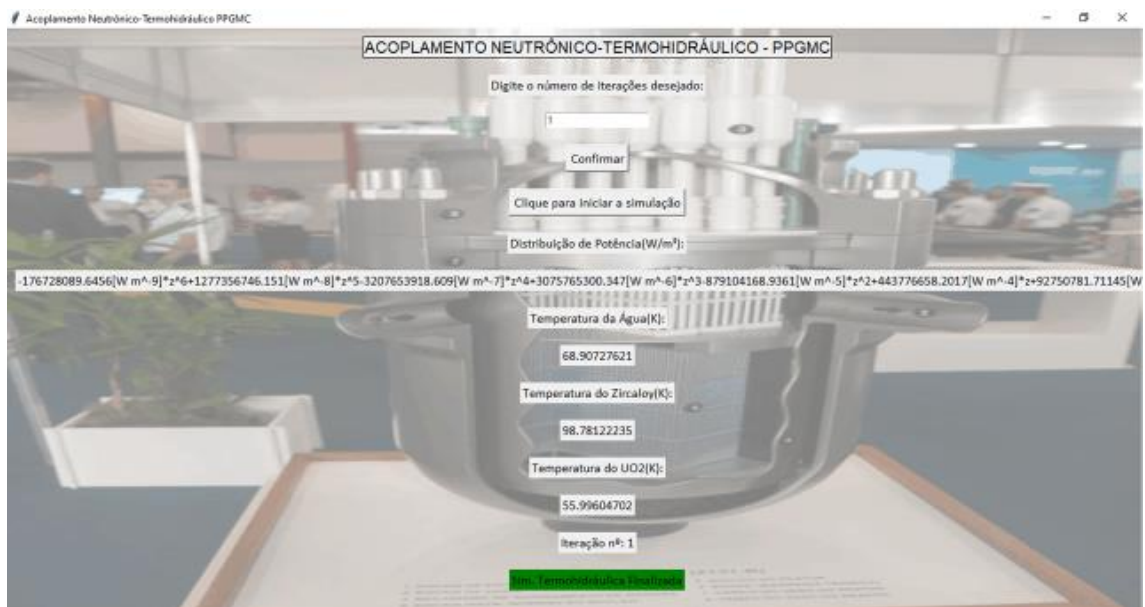 Acoplamento Neutrônico-Termohidráulico PPGMC
ACOPLAMENTO NEUTRÔNICO-TERMOHIDRÁULICO - PPGMC
Digite o número de Iterações desejado:
1
Confirmar
Clique para Iniciar a simulação
Distribuição de Potência(W/m³):
-176728089.6456[W m^-9]*z^6+1277356746.151[W m^-8]*z^5-3207653918.609[W m^-7]*z^4+3075765300.347[W m^-6]*z^3-879104168.9361[W m^-5]*z^2+443776658.2017[W m^-4]*z+92750781.71145[W
Temperatura da Água(K):
68.90727621
Temperatura do Zircaloy(K):
98.78122235
Temperatura do UO2(K):
55.99604702
Iteração nº: 1
Sim. Termohidráulica Finalizada